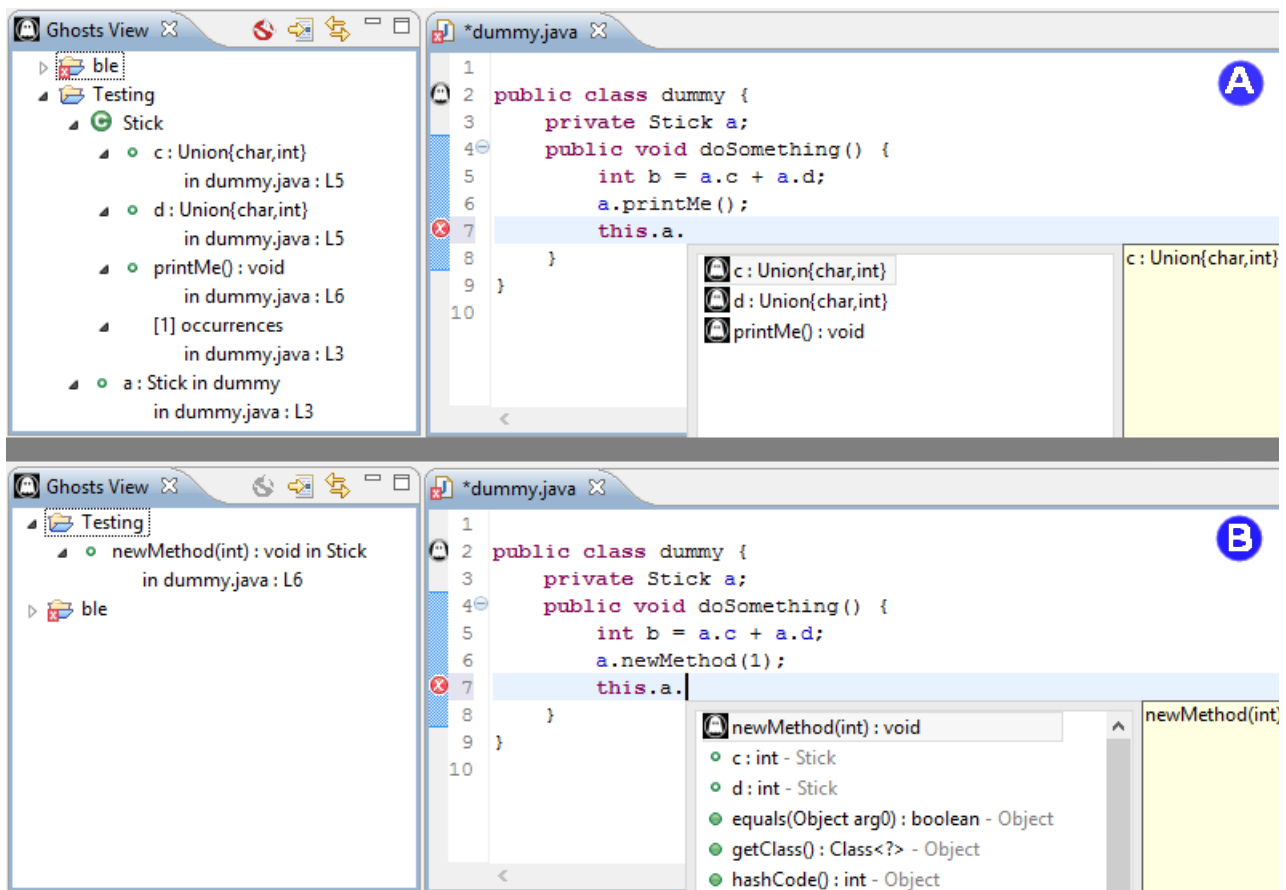 Ghosts View
ble
Testing
Stick
c : Union{char,int}
in dummy.java : L5
d : Union{char,int}
in dummy.java : L5
printMe() : void
in dummy.java : L6
[1] occurrences
in dummy.java : L3
a : Stick in dummy
in dummy.java : L3
*dummy.java
A
1
2 public class dummy {
3 private Stick a;
4 public void doSomething() {
5 int b = a.c + a.d;
6 a.printMe();
7 this.a.
8 }
9 }
10
c : Union{char,int}
d : Union{char,int}
printMe() : void
c : Union{char,int}
Ghosts View
Testing
newMethod(int) : void in Stick
in dummy.java : L6
ble
*dummy.java
B
1
2 public class dummy {
3 private Stick a;
4 public void doSomething() {
5 int b = a.c + a.d;
6 a.newMethod(1);
7 this.a.
8 }
9 }
10
newMethod(int) : void
c : int - Stick
d : int - Stick
equals(Object arg0) : boolean - Object
getClass() : Class<?> - Object
hashCode() : int - Object
newMethod(int)